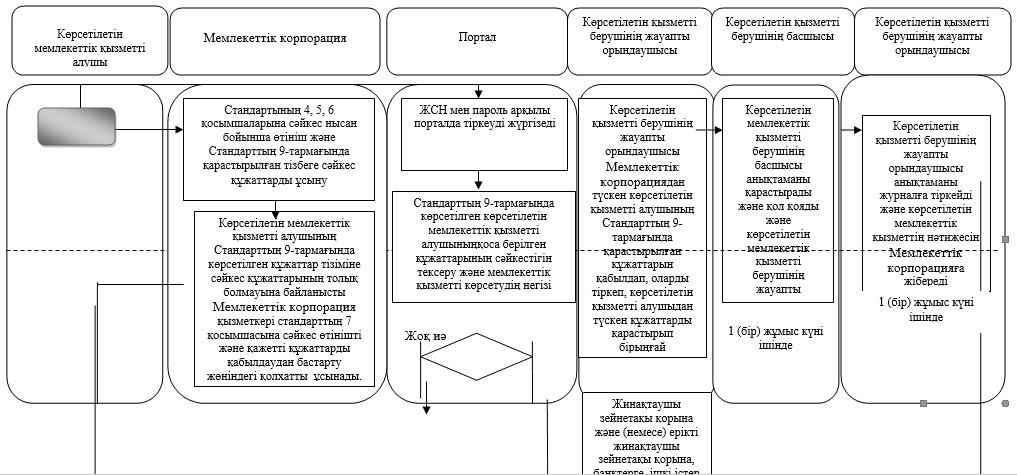 Көрсетілетін
мемлекеттік қызметті
алушы
Мемлекеттік корпорация
Портал
Көрсетілетін қызметті
берушінің жауапты
орындаушысы
Көрсетілетін қызметті
берушінің басшысы
Көрсетілетін қызметті
берушінің жауапты
орындаушысы
Стандартының 4, 5, 6
қосымшаларына сәйкес нысан
бойынша өтініш және
Стандарттың 9-тармағында
қарастырылған тізбеге сәйкес
құжаттарды ұсыну
Көрсетілетін мемлекеттік
қызметті алушының
Стандарттың 9-тармағында
көрсетілген құжаттар тізіміне
сәйкес құжаттарының толық
болмауына байланысты
Мемлекеттік корпорация
қызметкері стандарттың 7
қосымшасына сәйкес өтінішті
және қажетті құжаттарды
қабылдаудан бастарту
жөніндегі қолхатты ұсынады.
ЖСН мен пароль арқылы
порталда тіркеуді жүргізеді
Стандарттың 9-тармағында
көрсетілген көрсетілетін
мемлекеттік қызметті
алушыныңқоса берілген
құжаттарының сәйкестігін
тексеру және мемлекеттік
қызметті көрсетудің негізі
Жоқ иә
Көрсетілетін
қызметті берушінің
жауапты
орындаушысы
Мемлекеттік
корпорациядан
түскен көрсетілетін
қызметті алушының
Стандарттың 9-
тармағында
қарастырылған
құжаттарын
қабылдап, оларды
тіркеп, көрсетілетін
қызметті алушыдан
түскен құжаттарды
қарастырып
бірыңғай
Жинақтаушы
зейнетақы қорына
және (немесе) ерікті
жинақтаушы
зейнетақы қорына,
банктерге, ішкі істер
Көрсетілетін
мемлекеттік
қызметті
берушінің
басшысы
анықтаманы
қарастырады
және қол қояды
және
көрсетілетін
мемлекеттік
қызметті
берушінің
жауапты
1 (бір) жұмыс күні
ішінде
Көрсетілетін
қызметті берушінің
жауапты
орындаушысы
анықтаманы
журналға тіркейді
және көрсетілетін
мемлекеттік
қызметтің нәтижесін
Мемлекеттік
корпорацияға
жібереді
1 (бір) жұмыс күні
ішінде